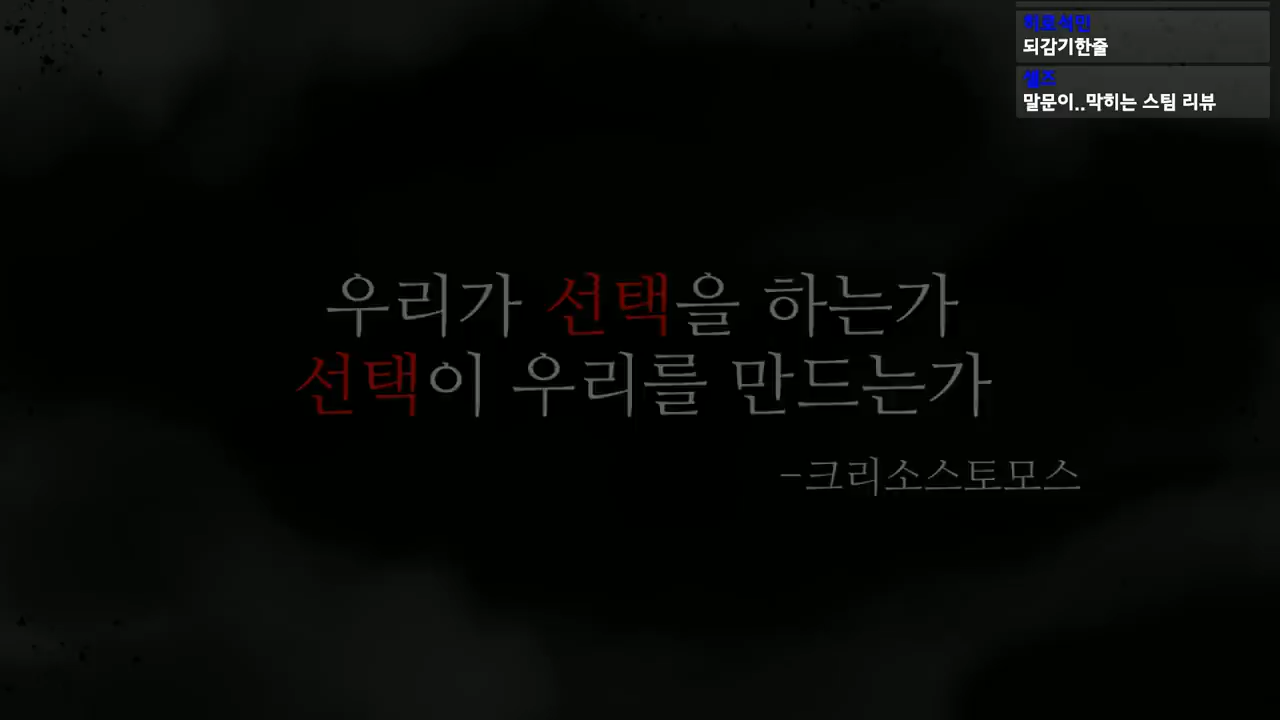 되감기한줄
셀즈
말문이..막히는 스팀 리뷰
우리가 선택을 하는가
선택이 우리를 만드는가
-크리소스토모스